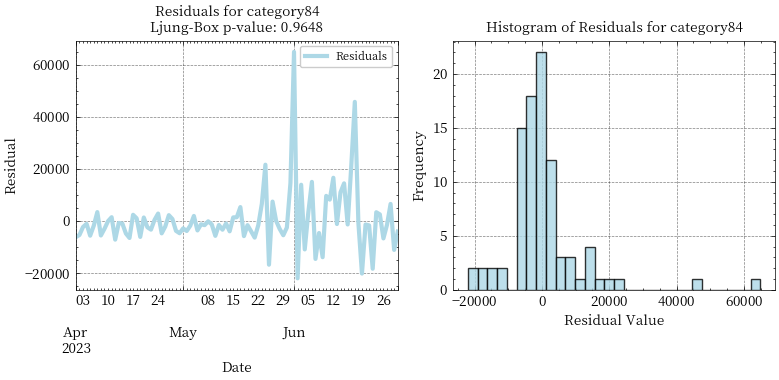 Residuals for category84
Ljung-Box p-value: 0.9648
Residuals
60000
40000
20000
0
−20000
Residual
03 10 17 24 08 15 22 29 05 12 19 26
Apr May Jun
2023
Date
Histogram of Residuals for category84
20
15
10
5
0
Frequency
−20000 0 20000 40000 60000
Residual Value